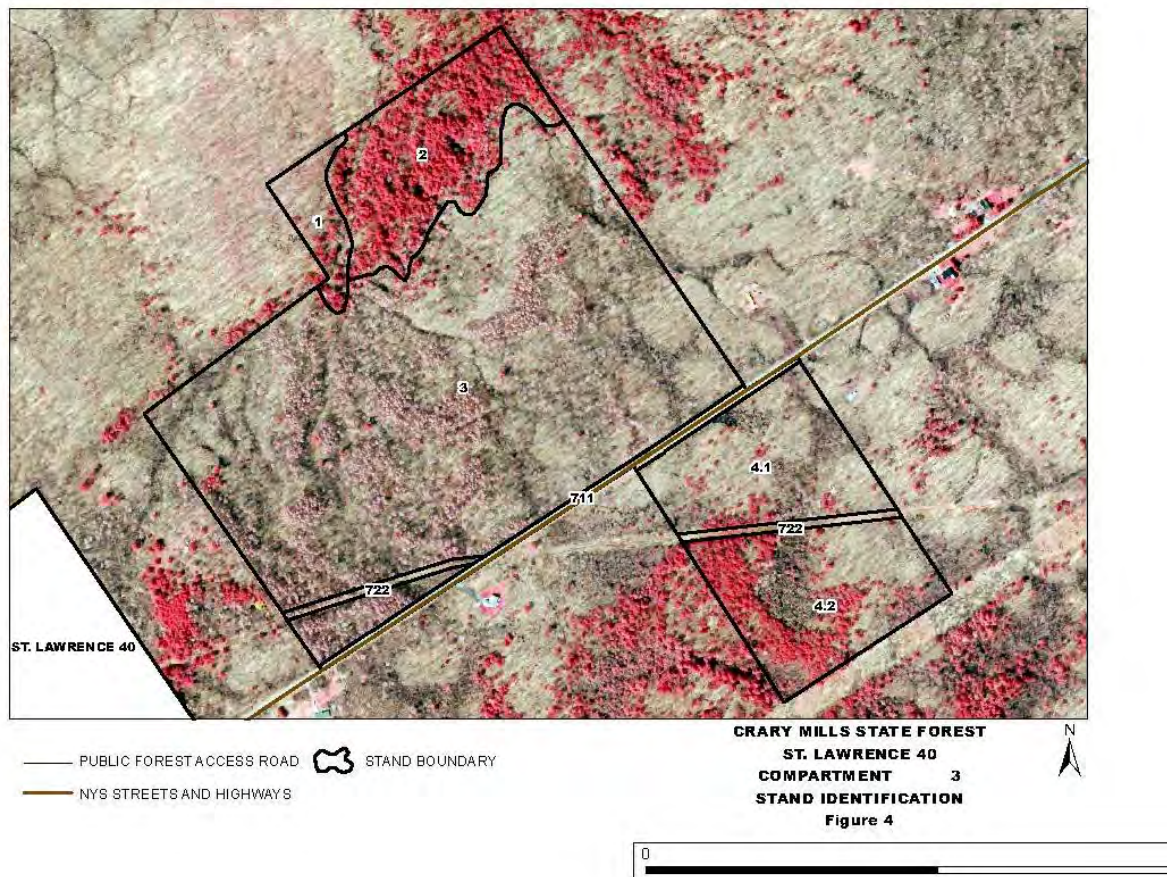 2
1
3
4.1
711
722
722
4.2
ST. LAWRENCE 40
PUBLIC FOREST ACCESS ROAD
STAND BOUNDARY
NYS STREETS AND HIGHWAYS
CRARY MILLS STATE FOREST
ST. LAWRENCE 40
COMPARTMENT 3
STAND IDENTIFICATION
Figure 4
N
0